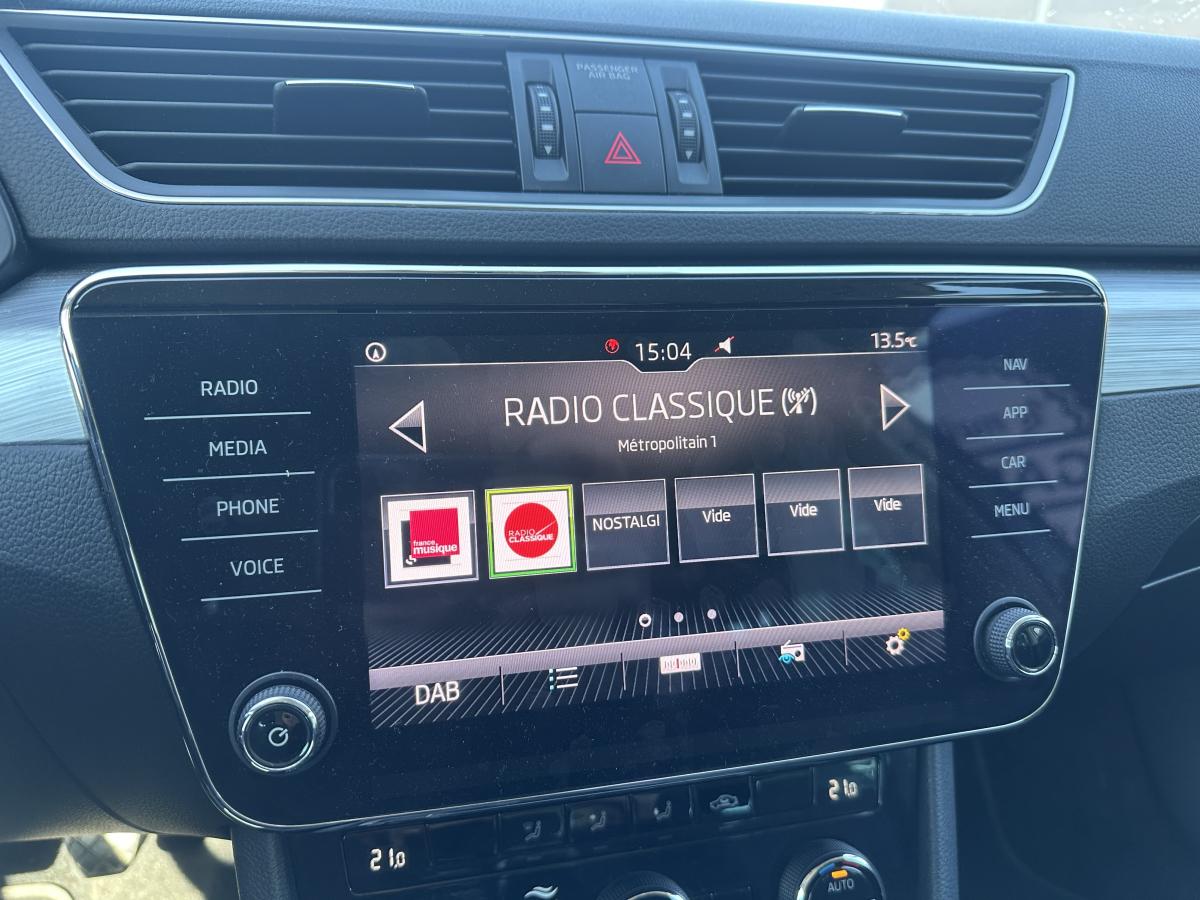 PASSENGER
AIR BAG
15:04
13.5°C
RADIO
MEDIA
PHONE
VOICE
RADIO CLASSIQUE
Métropolitain 1
france
musique
RADIO
CLASSIQUE
NOSTALGI
Vide
Vide
Vide
DAB
NAV
APP
CAR
MENU
21,0
21,0
AUTO